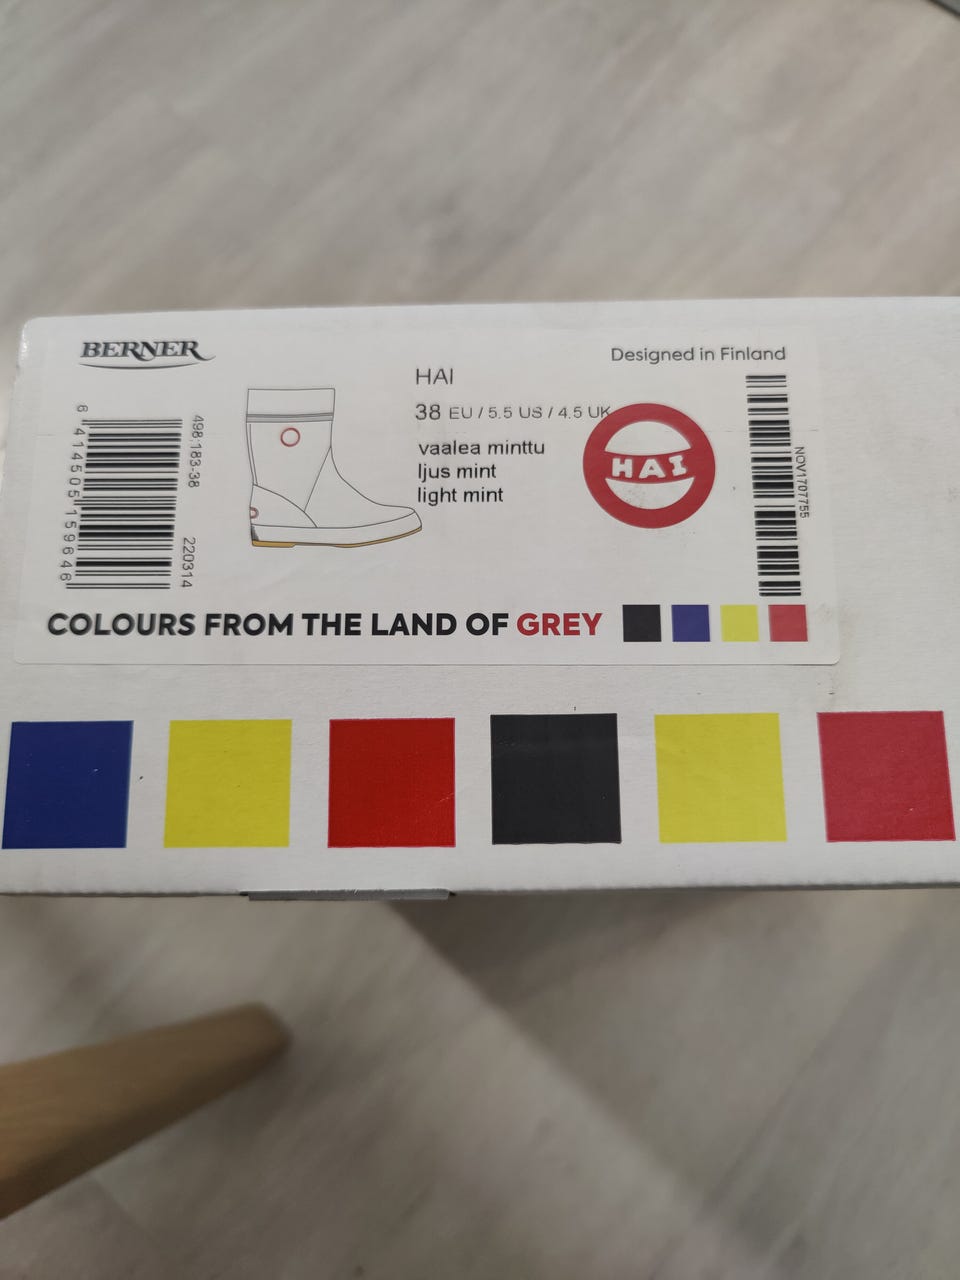 BERNER
Designed in Finland
HAI
38 EU / 5.5 US / 4.5 UK
vaalea minttu
ljus mint
light mint
HAI
6 414505 159646
498-183-38
220314
NOV1707755
COLOURS FROM THE LAND OF GREY